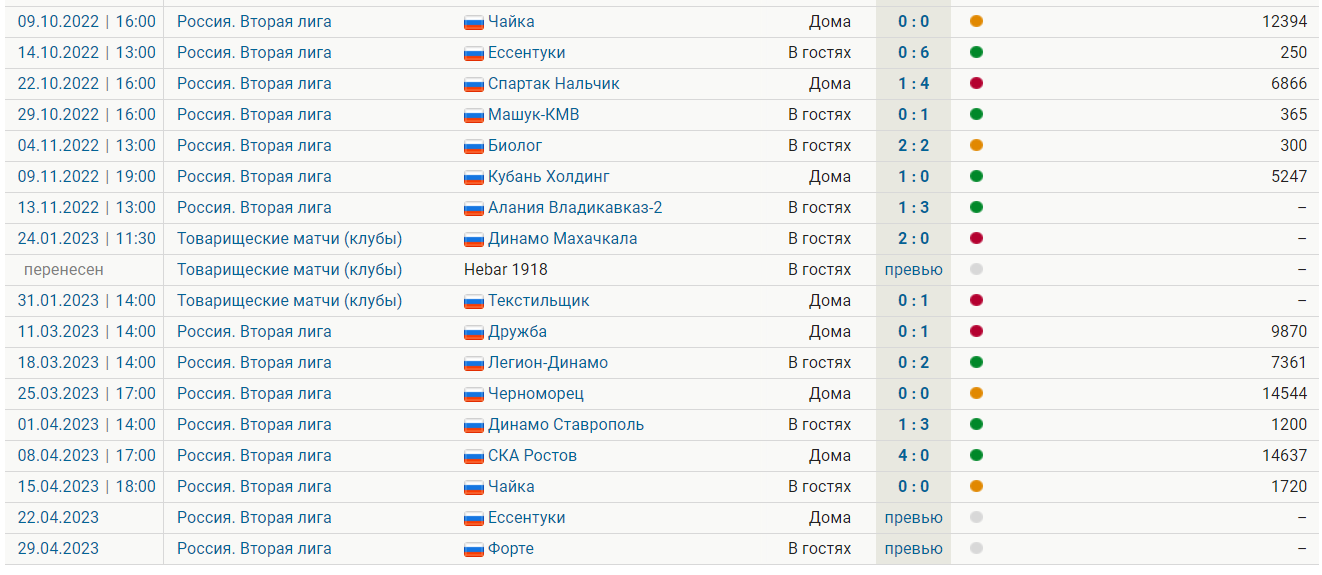 09.10.2022 | 16:00 Россия. Вторая лига Чайка Дома 0 : 0 12394
14.10.2022 | 13:00 Россия. Вторая лига Ессентуки В гостях 0 : 6 250
22.10.2022 | 16:00 Россия. Вторая лига Спартак Нальчик Дома 1 : 4 6866
29.10.2022 | 16:00 Россия. Вторая лига Машук-КМВ В гостях 0 : 1 365
04.11.2022 | 13:00 Россия. Вторая лига Биолог В гостях 2 : 2 300
09.11.2022 | 19:00 Россия. Вторая лига Кубань Холдинг Дома 1 : 0 5247
13.11.2022 | 13:00 Россия. Вторая лига Алания Владикавказ-2 В гостях 1 : 3 –
24.01.2023 | 11:30 Товарищеские матчи (клубы) Динамо Махачкала В гостях 2 : 0 –
перенесен Товарищеские матчи (клубы) Hebar 1918 В гостях превью –
31.01.2023 | 14:00 Товарищеские матчи (клубы) Текстильщик Дома 0 : 1 –
11.03.2023 | 14:00 Россия. Вторая лига Дружба Дома 0 : 1 9870
18.03.2023 | 14:00 Россия. Вторая лига Легион-Динамо В гостях 0 : 2 7361
25.03.2023 | 17:00 Россия. Вторая лига Черноморец Дома 0 : 0 14544
01.04.2023 | 14:00 Россия. Вторая лига Динамо Ставрополь В гостях 1 : 3 1200
08.04.2023 | 17:00 Россия. Вторая лига СКА Ростов Дома 4 : 0 14637
15.04.2023 | 18:00 Россия. Вторая лига Чайка В гостях 0 : 0 1720
22.04.2023 Россия. Вторая лига Ессентуки Дома превью –
29.04.2023 Россия. Вторая лига Форте В гостях превью –